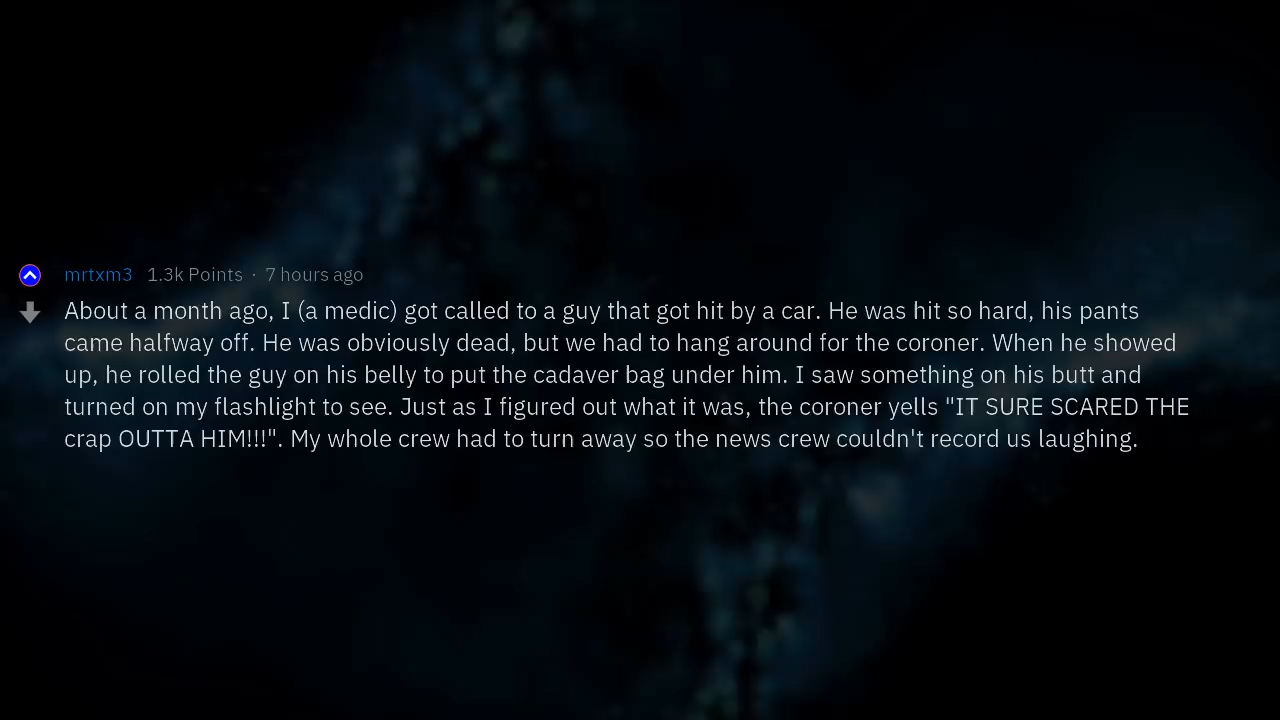 mrtxm3 1.3k Points · 7 hours ago
About a month ago, I (a medic) got called to a guy that got hit by a car. He was hit so hard, his pants
came halfway off. He was obviously dead, but we had to hang around for the coroner. When he showed
up, he rolled the guy on his belly to put the cadaver bag under him. I saw something on his butt and
turned on my flashlight to see. Just as I figured out what it was, the coroner yells "IT SURE SCARED THE
crap OUTTA HIM!!!". My whole crew had to turn away so the news crew couldn't record us laughing.